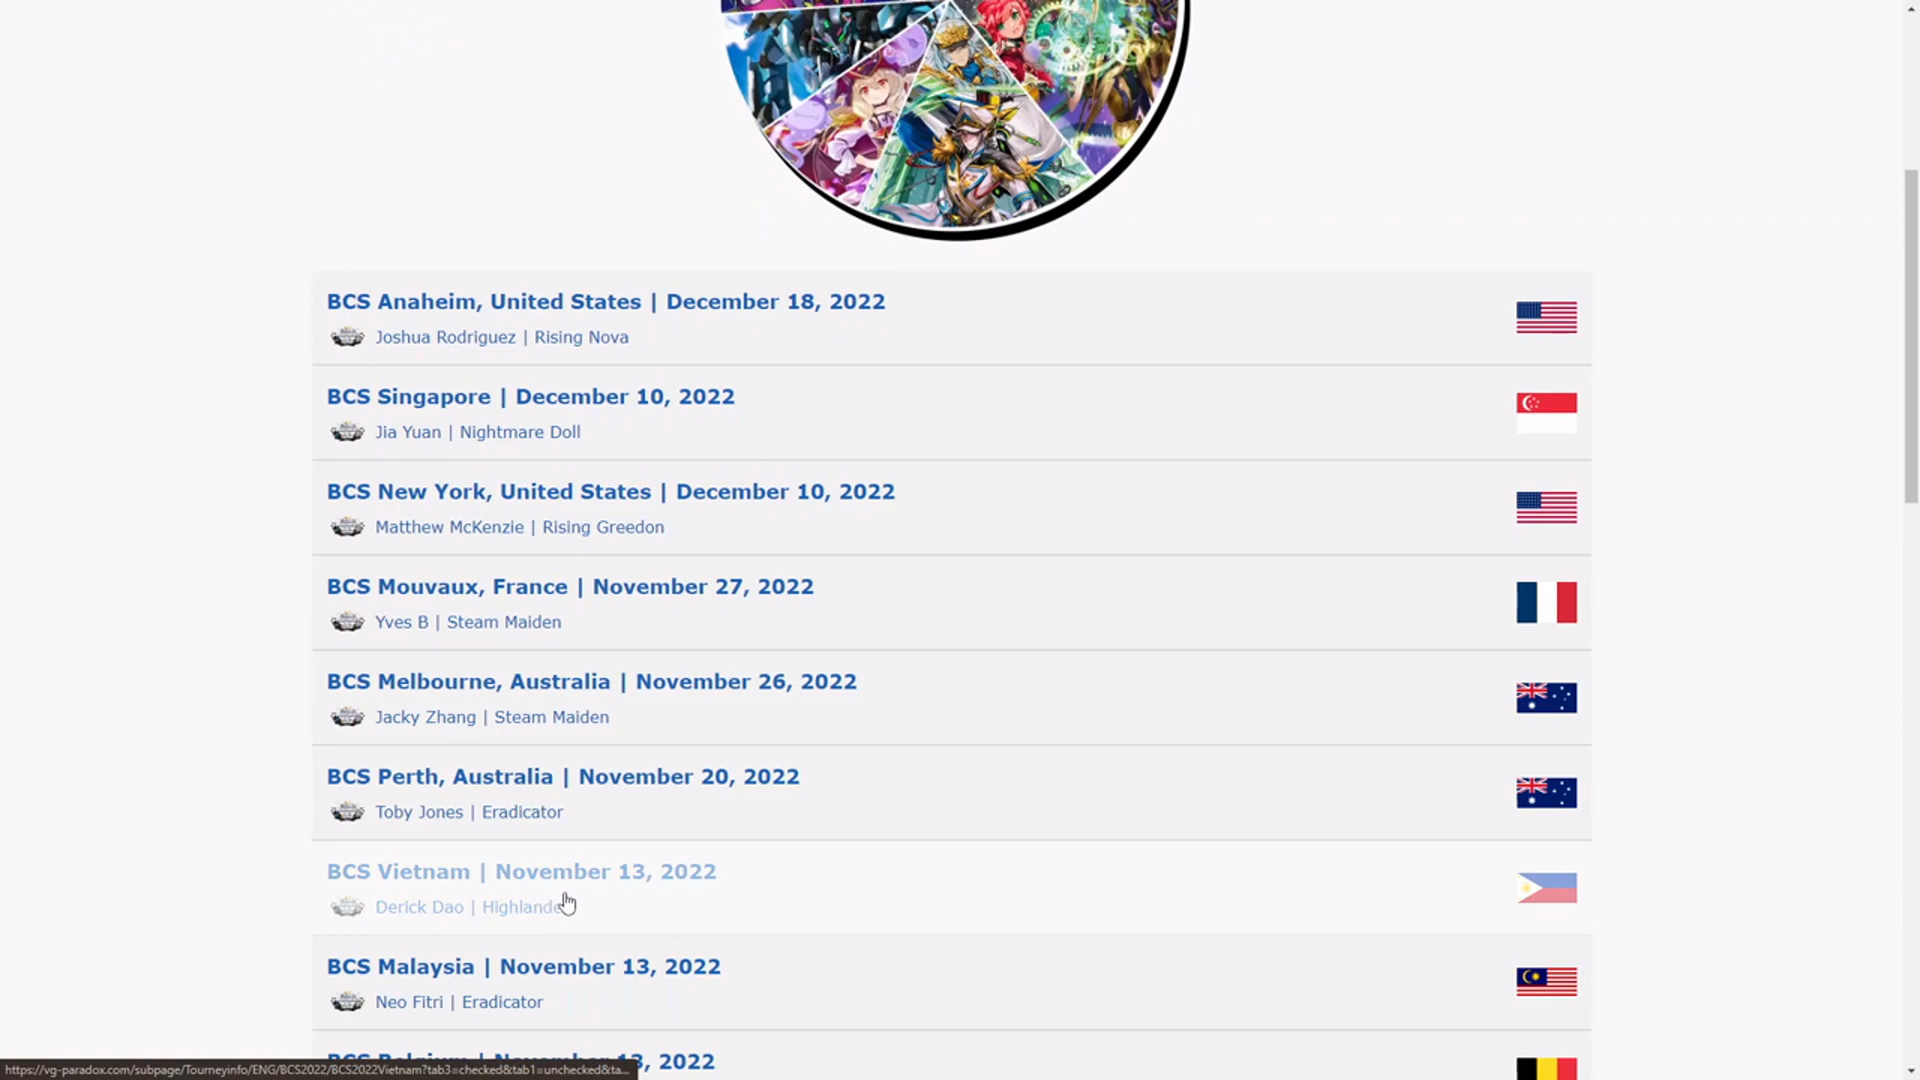 BCS Anaheim, United States | December 18, 2022
Joshua Rodriguez | Rising Nova
BCS Singapore | December 10, 2022
Jia Yuan | Nightmare Doll
BCS New York, United States | December 10, 2022
Matthew McKenzie | Rising Greedon
BCS Mouvaux, France | November 27, 2022
Yves B | Steam Maiden
BCS Melbourne, Australia | November 26, 2022
Jacky Zhang | Steam Maiden
BCS Perth, Australia | November 20, 2022
Toby Jones | Eradicator
BCS Vietnam | November 13, 2022
Derick Dao | Highlande
BCS Malaysia | November 13, 2022
Neo Fitri | Eradicator
BCS Belgium | November 13, 2022
https://vg-paradox.com/subpage/Tourneyinfo/ENG/BCS2022/BCS2022Vietnam?tab3=checked&tab1=unchecked&ta...